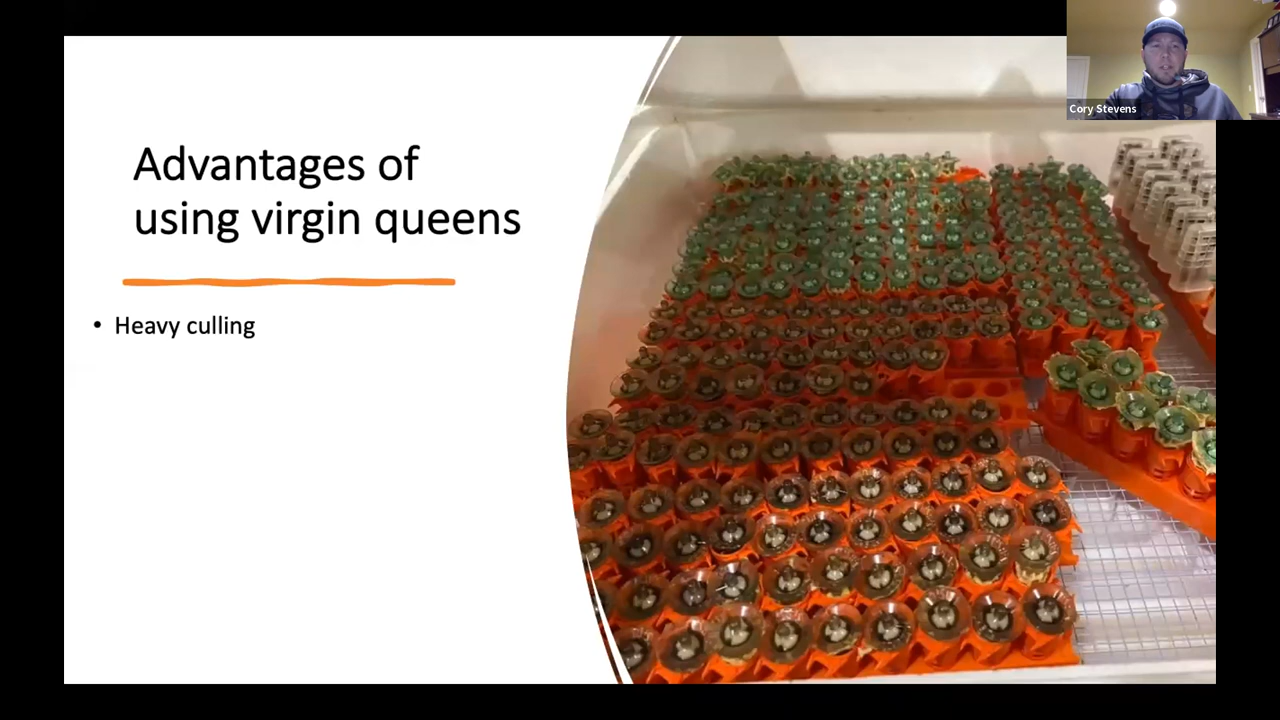 Cory Stevens
Advantages of
using virgin queens
• Heavy culling